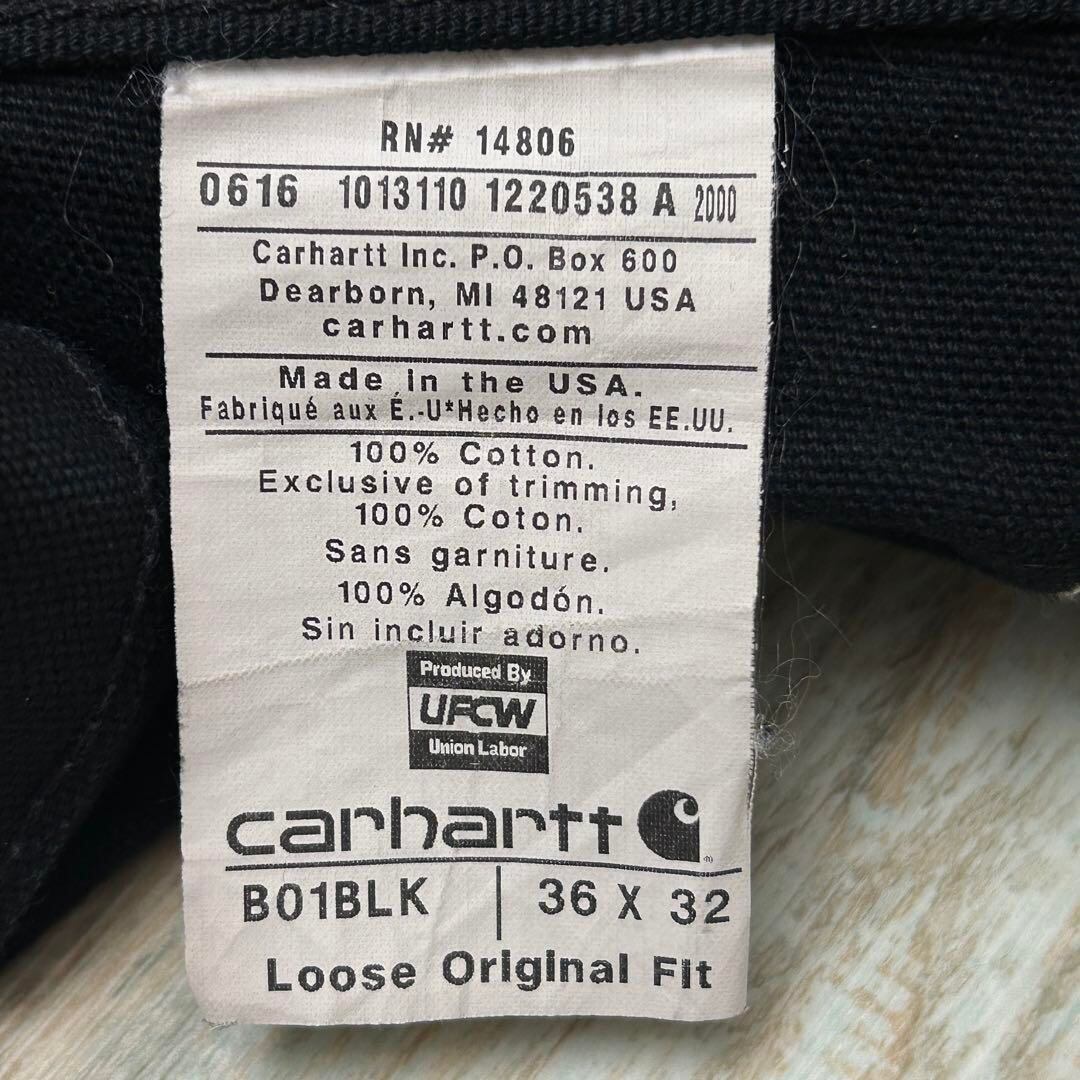 RN# 14806
0616 1013110 1220538 A 2000
Carhartt Inc. P.O. Box 600
Dearborn, MI 48121 USA
carhartt.com
Made in the USA.
Fabriqué aux É.-U*Hecho en los EE.UU.
100% Cotton.
Exclusive of trimming,
100% Coton.
Sans garniture.
100% Algodón.
Sin incluir adorno.
Produced By
UFCW
Union Labor
carhartt
B01BLK | 36 X 32
Loose Original Fit